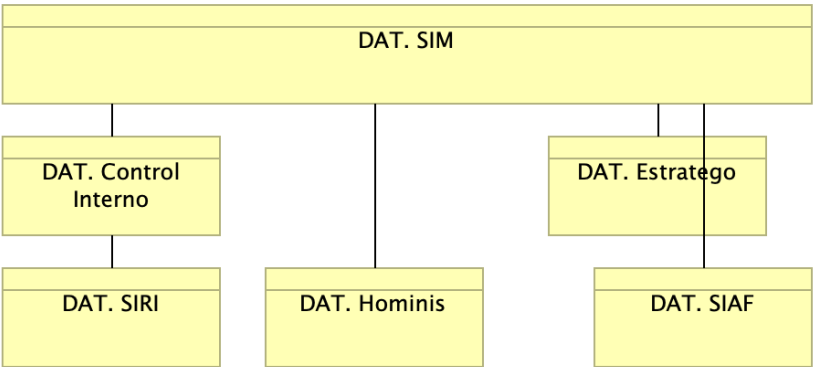 DAT. SIM
DAT. Control
Interno
DAT. Estratego
DAT. SIRI
DAT. Hominis
DAT. SIAF